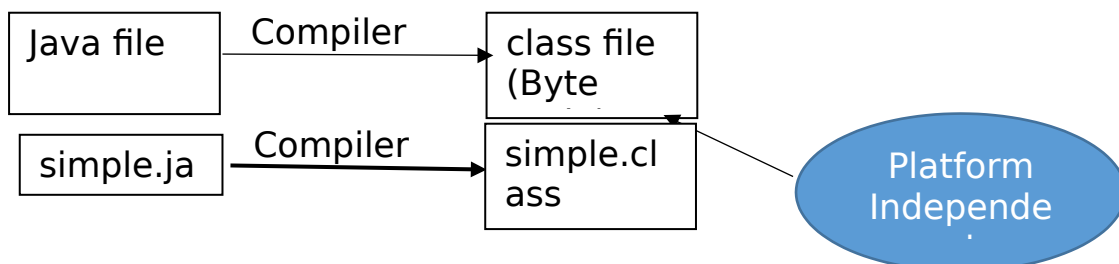 Java file
Compiler
class file
(Byte
simple.ja
Compiler
simple.cl
ass
Platform
Independe